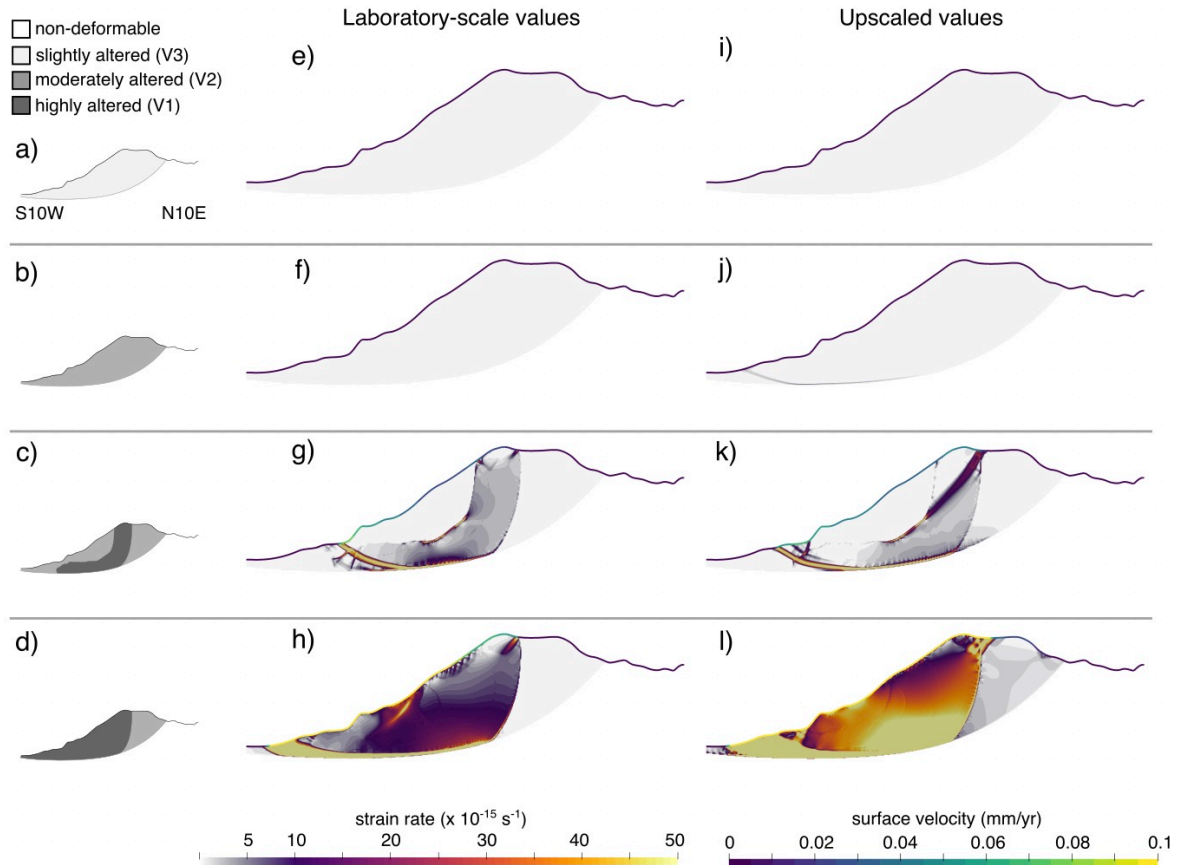 Laboratory-scale values
Upscaled values
non-deformable
slightly altered (V3)
moderately altered (V2)
highly altered (V1)
a)
e)
i)
S10W
N10E
b)
f)
j)
c)
g)
k)
d)
h)
l)
strain rate (x 10⁻¹⁵ s⁻¹)
5 10 20 30 40 50
surface velocity (mm/yr)
0 0.02 0.04 0.06 0.08 0.1